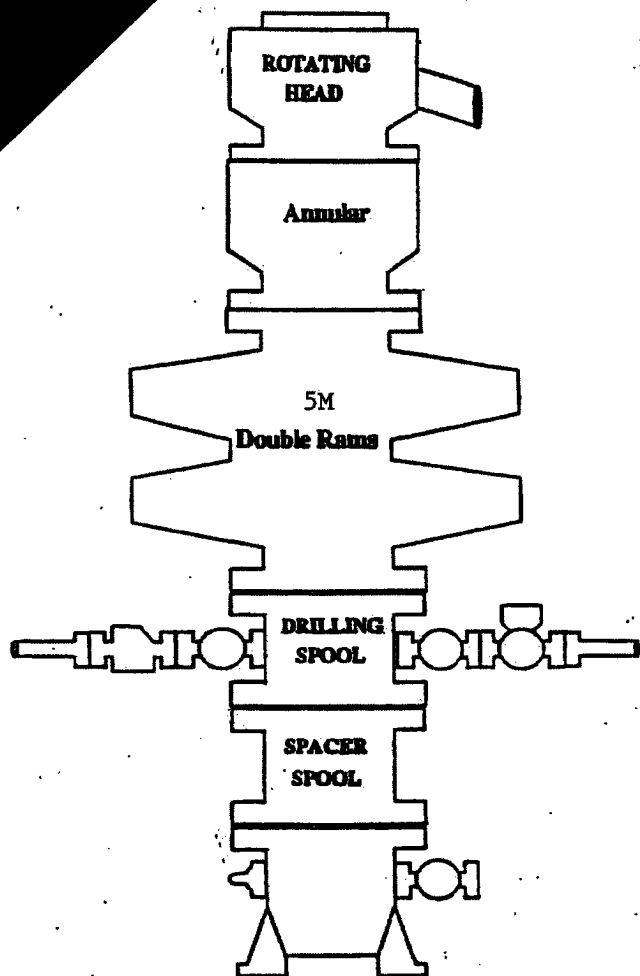 ROTATING
HEAD
Annular
5M
Double Rams
DRILLING
SPOOL
SPACER
SPOOL